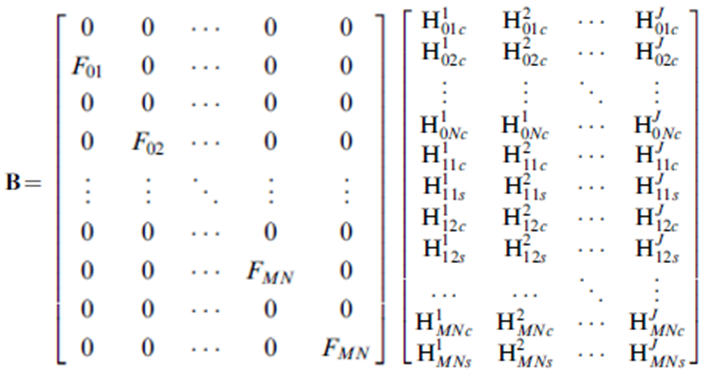 B =
0 0 ⋯ 0 0
F_{01} 0 ⋯ 0 0
0 0 ⋯ 0 0
0 F_{02} ⋯ 0 0
⋮ ⋮ ⋱ ⋮ ⋮
0 0 ⋯ 0 0
0 0 ⋯ F_{MN} 0
0 0 ⋯ 0 0
0 0 ⋯ 0 F_{MN}
H^1_{01c} H^2_{01c} ⋯ H^J_{01c}
H^1_{02c} H^2_{02c} ⋯ H^J_{02c}
⋮ ⋮ ⋱ ⋮
H^1_{0Nc} H^1_{0Nc} ⋯ H^J_{0Nc}
H^1_{11c} H^2_{11c} ⋯ H^J_{11c}
H^1_{11s} H^2_{11s} ⋯ H^J_{11s}
H^1_{12c} H^2_{12c} ⋯ H^J_{12c}
H^1_{12s} H^2_{12s} ⋯ H^J_{12s}
⋯ ⋯ ⋱ ⋮
H^1_{MNc} H^2_{MNc} ⋯ H^J_{MNc}
H^1_{MNs} H^2_{MNs} ⋯ H^J_{MNs}